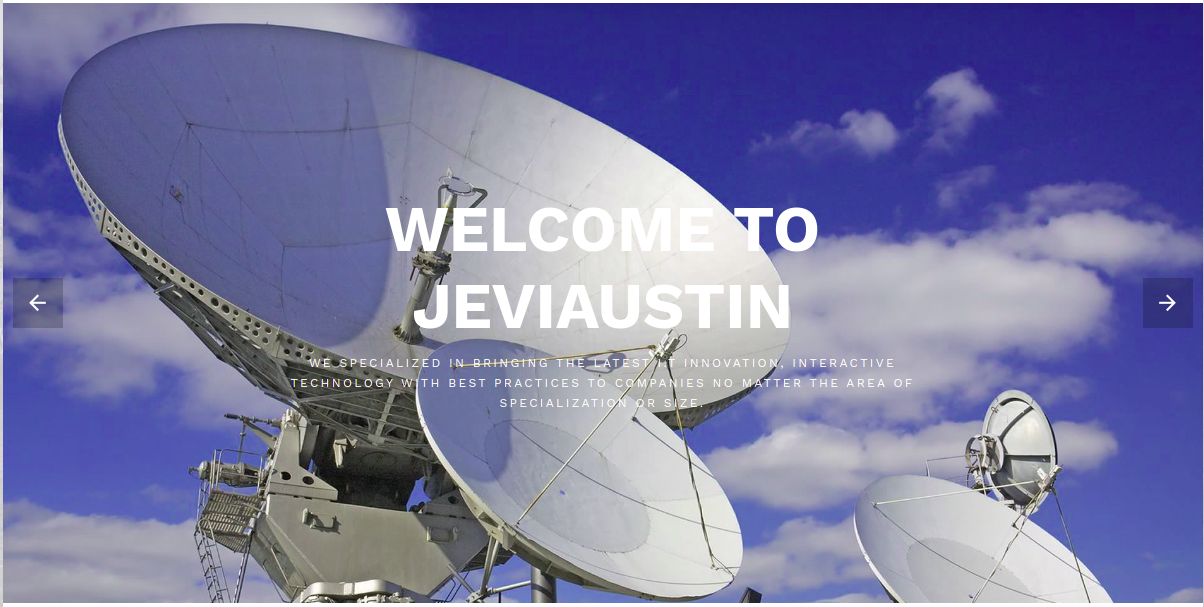 WELCOME TO
JEVIAUSTIN
WE SPECIALIZED IN BRINGING THE LATEST IT INNOVATION, INTERACTIVE
TECHNOLOGY WITH BEST PRACTICES TO COMPANIES NO MATTER THE AREA OF
SPECIALIZATION OR SIZE.